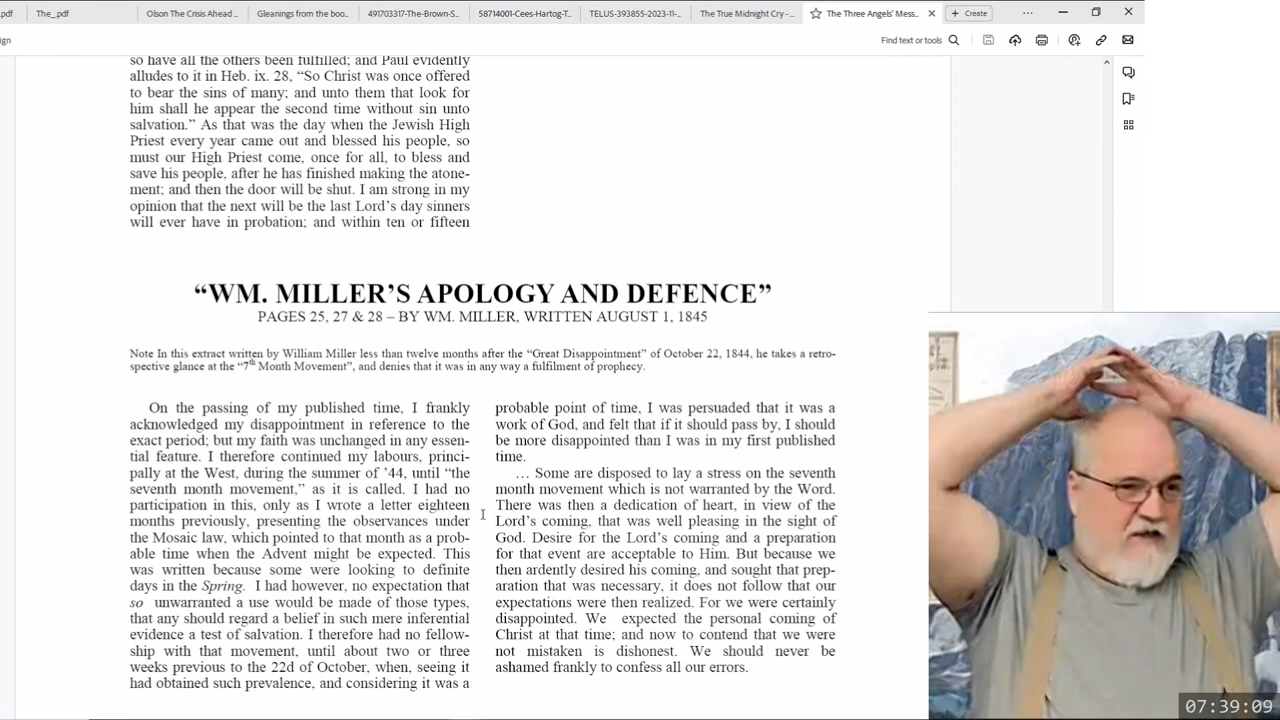 .pdf
The_.pdf
Olson The Crisis Ahead ...
Gleanings from the boo...
491703317-The-Brown-S...
58714001-Cees-Hartog-T...
TELUS-393855-2023-11-...
The True Midnight Cry - ...
The Three Angels' Mess...
Create
ign
Find text or tools
so have all the others been fulfilled; and Paul evidently
alludes to it in Heb. ix. 28, “So Christ was once offered
to bear the sins of many; and unto them that look for
him shall he appear the second time without sin unto
salvation.” As that was the day when the Jewish High
Priest every year came out and blessed his people, so
must our High Priest come, once for all, to bless and
save his people, after he has finished making the atone-
ment; and then the door will be shut. I am strong in my
opinion that the next will be the last Lord’s day sinners
will ever have in probation; and within ten or fifteen
“WM. MILLER’S APOLOGY AND DEFENCE”
PAGES 25, 27 & 28 – BY WM. MILLER, WRITTEN AUGUST 1, 1845
Note In this extract written by William Miller less than twelve months after the “Great Disappointment” of October 22, 1844, he takes a retro-
spective glance at the “7th Month Movement”, and denies that it was in any way a fulfilment of prophecy.
On the passing of my published time, I frankly
acknowledged my disappointment in reference to the
exact period; but my faith was unchanged in any essen-
tial feature. I therefore continued my labours, princi-
pally at the West, during the summer of ’44, until “the
seventh month movement,” as it is called. I had no
participation in this, only as I wrote a letter eighteen
months previously, presenting the observances under
the Mosaic law, which pointed to that month as a prob-
able time when the Advent might be expected. This
was written because some were looking to definite
days in the Spring. I had however, no expectation that
so unwarranted a use would be made of those types,
that any should regard a belief in such mere inferential
evidence a test of salvation. I therefore had no fellow-
ship with that movement, until about two or three
weeks previous to the 22d of October, when, seeing it
had obtained such prevalence, and considering it was a
probable point of time, I was persuaded that it was a
work of God, and felt that if it should pass by, I should
be more disappointed than I was in my first published
time.
… Some are disposed to lay a stress on the seventh
month movement which is not warranted by the Word.
There was then a dedication of heart, in view of the
Lord’s coming, that was well pleasing in the sight of
God. Desire for the Lord’s coming and a preparation
for that event are acceptable to Him. But because we
then ardently desired his coming, and sought that prep-
aration that was necessary, it does not follow that our
expectations were then realized. For we were certainly
disappointed. We expected the personal coming of
Christ at that time; and now to contend that we were
not mistaken is dishonest. We should never be
ashamed frankly to confess all our errors.
07:39:09